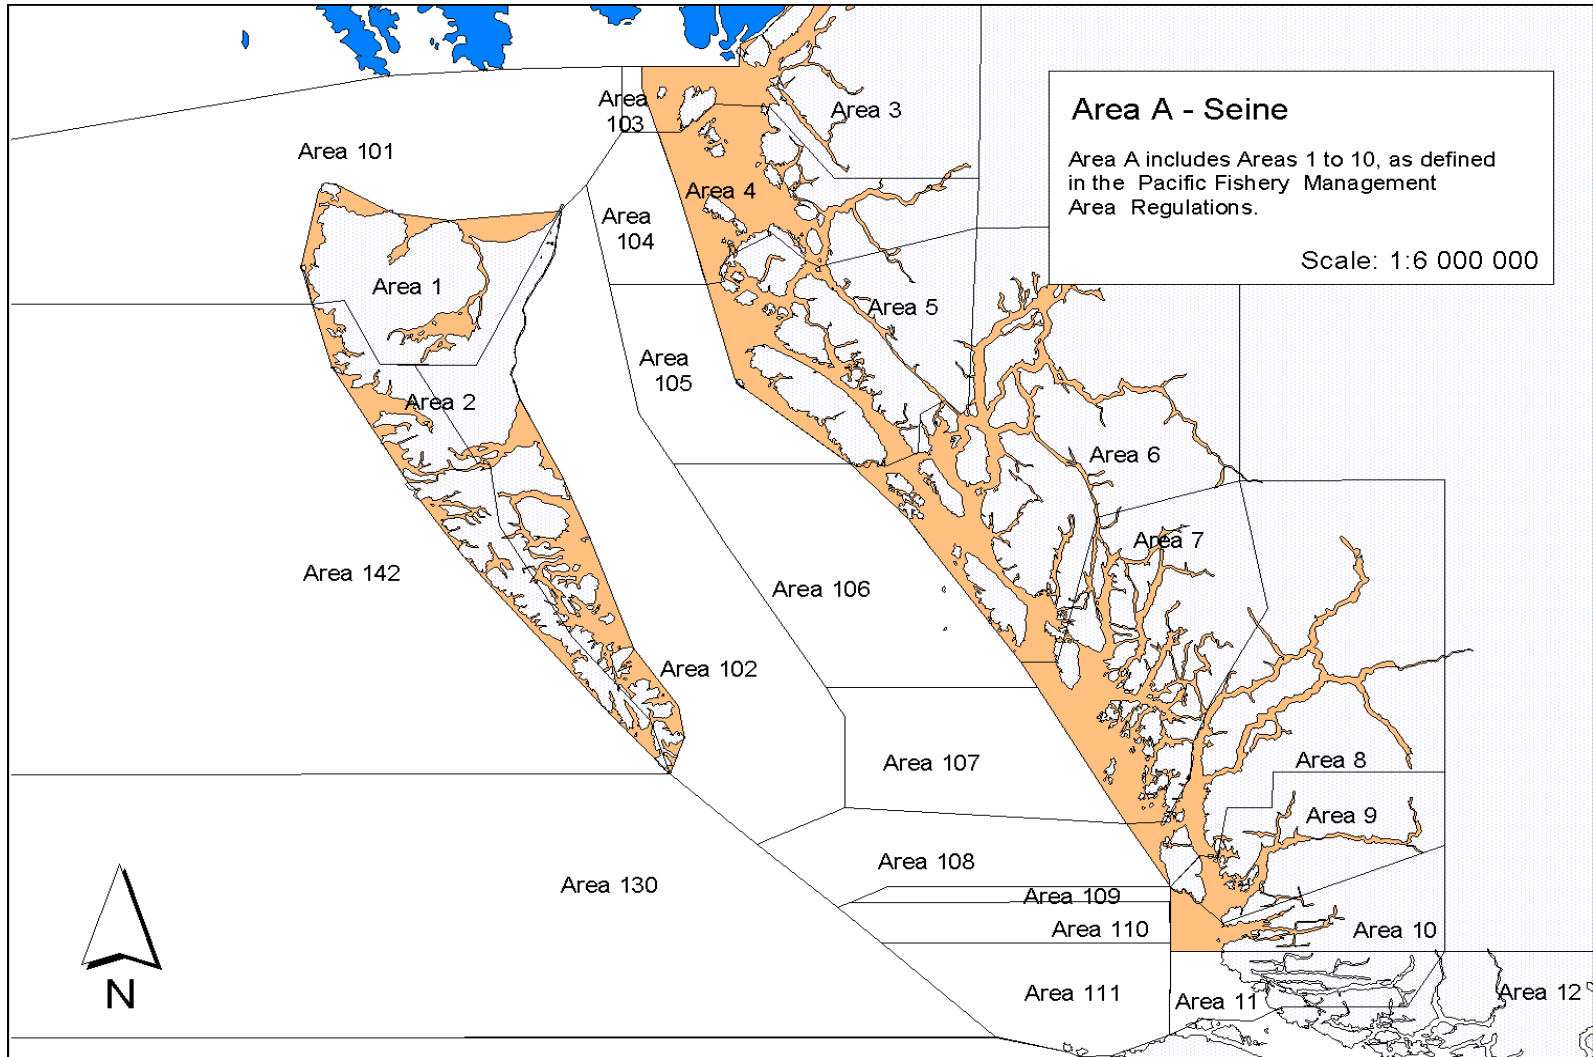 Area
103
Area 3
Area A - Seine
Area A includes Areas 1 to 10, as defined
in the Pacific Fishery Management
Area Regulations.
Scale: 1:6 000 000
Area 101
Area 4
Area
104
Area 1
Area 5
Area
105
Area 2
Area 6
Area 7
Area 142
Area 106
Area 102
Area 107
Area 8
Area 9
Area 108
Area 130
Area 109
Area 110
Area 10
Area 111
Area 11
Area 12
N